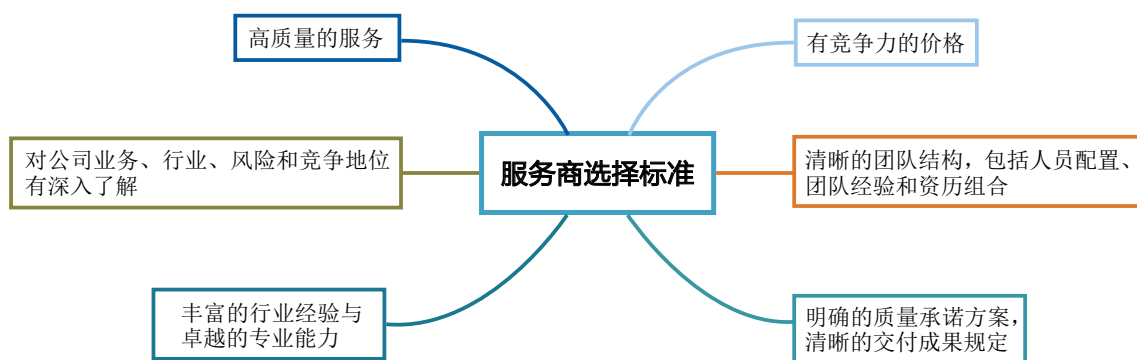 高质量的服务
有竞争力的价格
对公司业务、行业、风险和竞争地位
有深入了解
服务商选择标准
清晰的团队结构，包括人员配置、
团队经验和资历组合
丰富的行业经验与
卓越的专业能力
明确的质量承诺方案，
清晰的交付成果规定